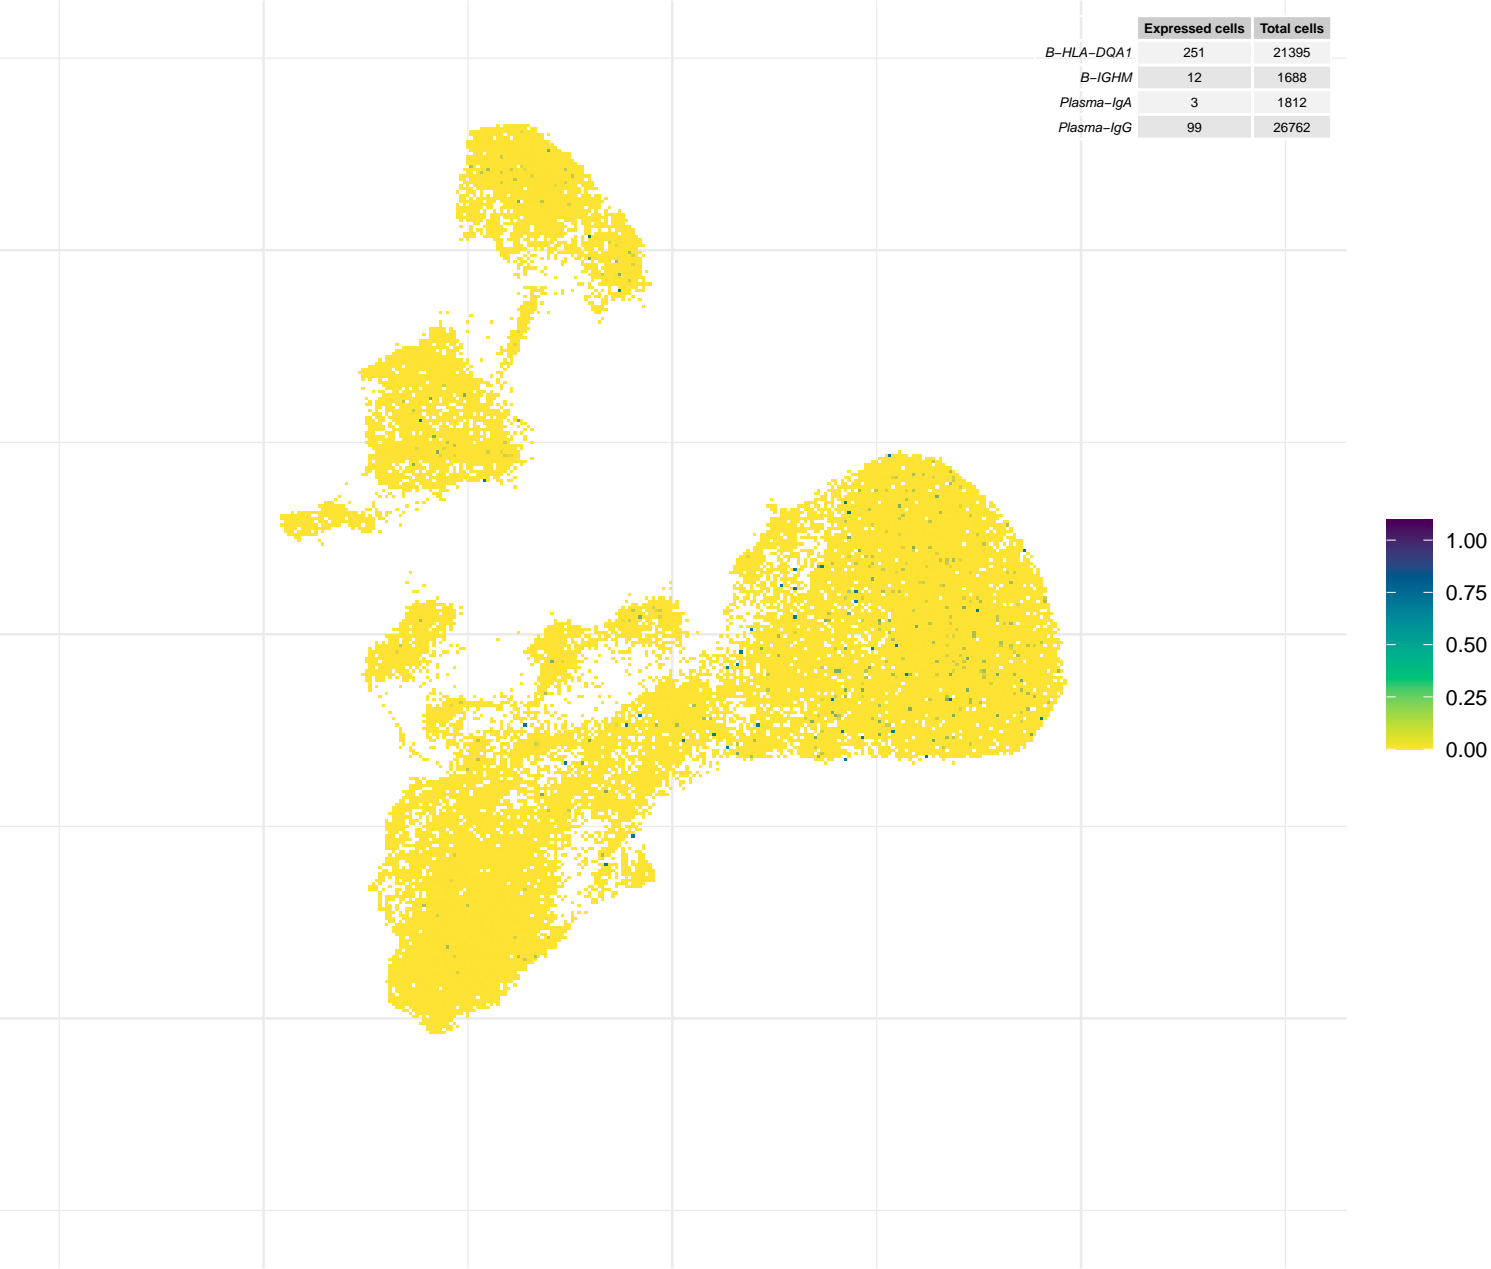 Expressed cells Total cells
B−HLA−DQA1 251 21395
B−IGHM 12 1688
Plasma−IgA 3 1812
Plasma−IgG 99 26762
1.00
0.75
0.50
0.25
0.00